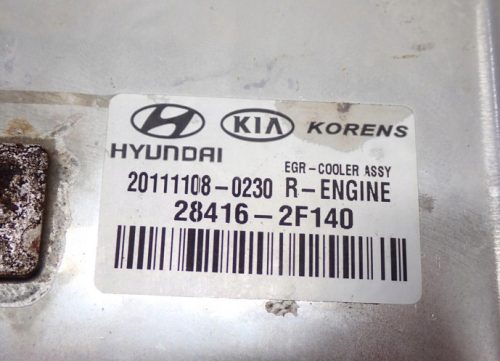 KIA KORENS
HYUNDAI
EGR-COOLER ASSY
20111108-0230 R-ENGINE
28416-2F140